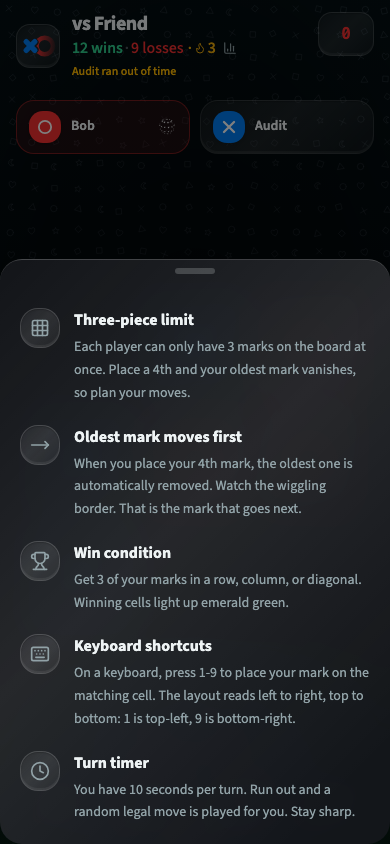 vs Friend
0
12 wins · 9 losses · 3
Audit ran out of time
Bob
Audit
Three-piece limit
Each player can only have 3 marks on the board at
once. Place a 4th and your oldest mark vanishes,
so plan your moves.
Oldest mark moves first
When you place your 4th mark, the oldest one is
automatically removed. Watch the wiggling
border. That is the mark that goes next.
Win condition
Get 3 of your marks in a row, column, or diagonal.
Winning cells light up emerald green.
Keyboard shortcuts
On a keyboard, press 1-9 to place your mark on the
matching cell. The layout reads left to right, top to
bottom: 1 is top-left, 9 is bottom-right.
Turn timer
You have 10 seconds per turn. Run out and a
random legal move is played for you. Stay sharp.